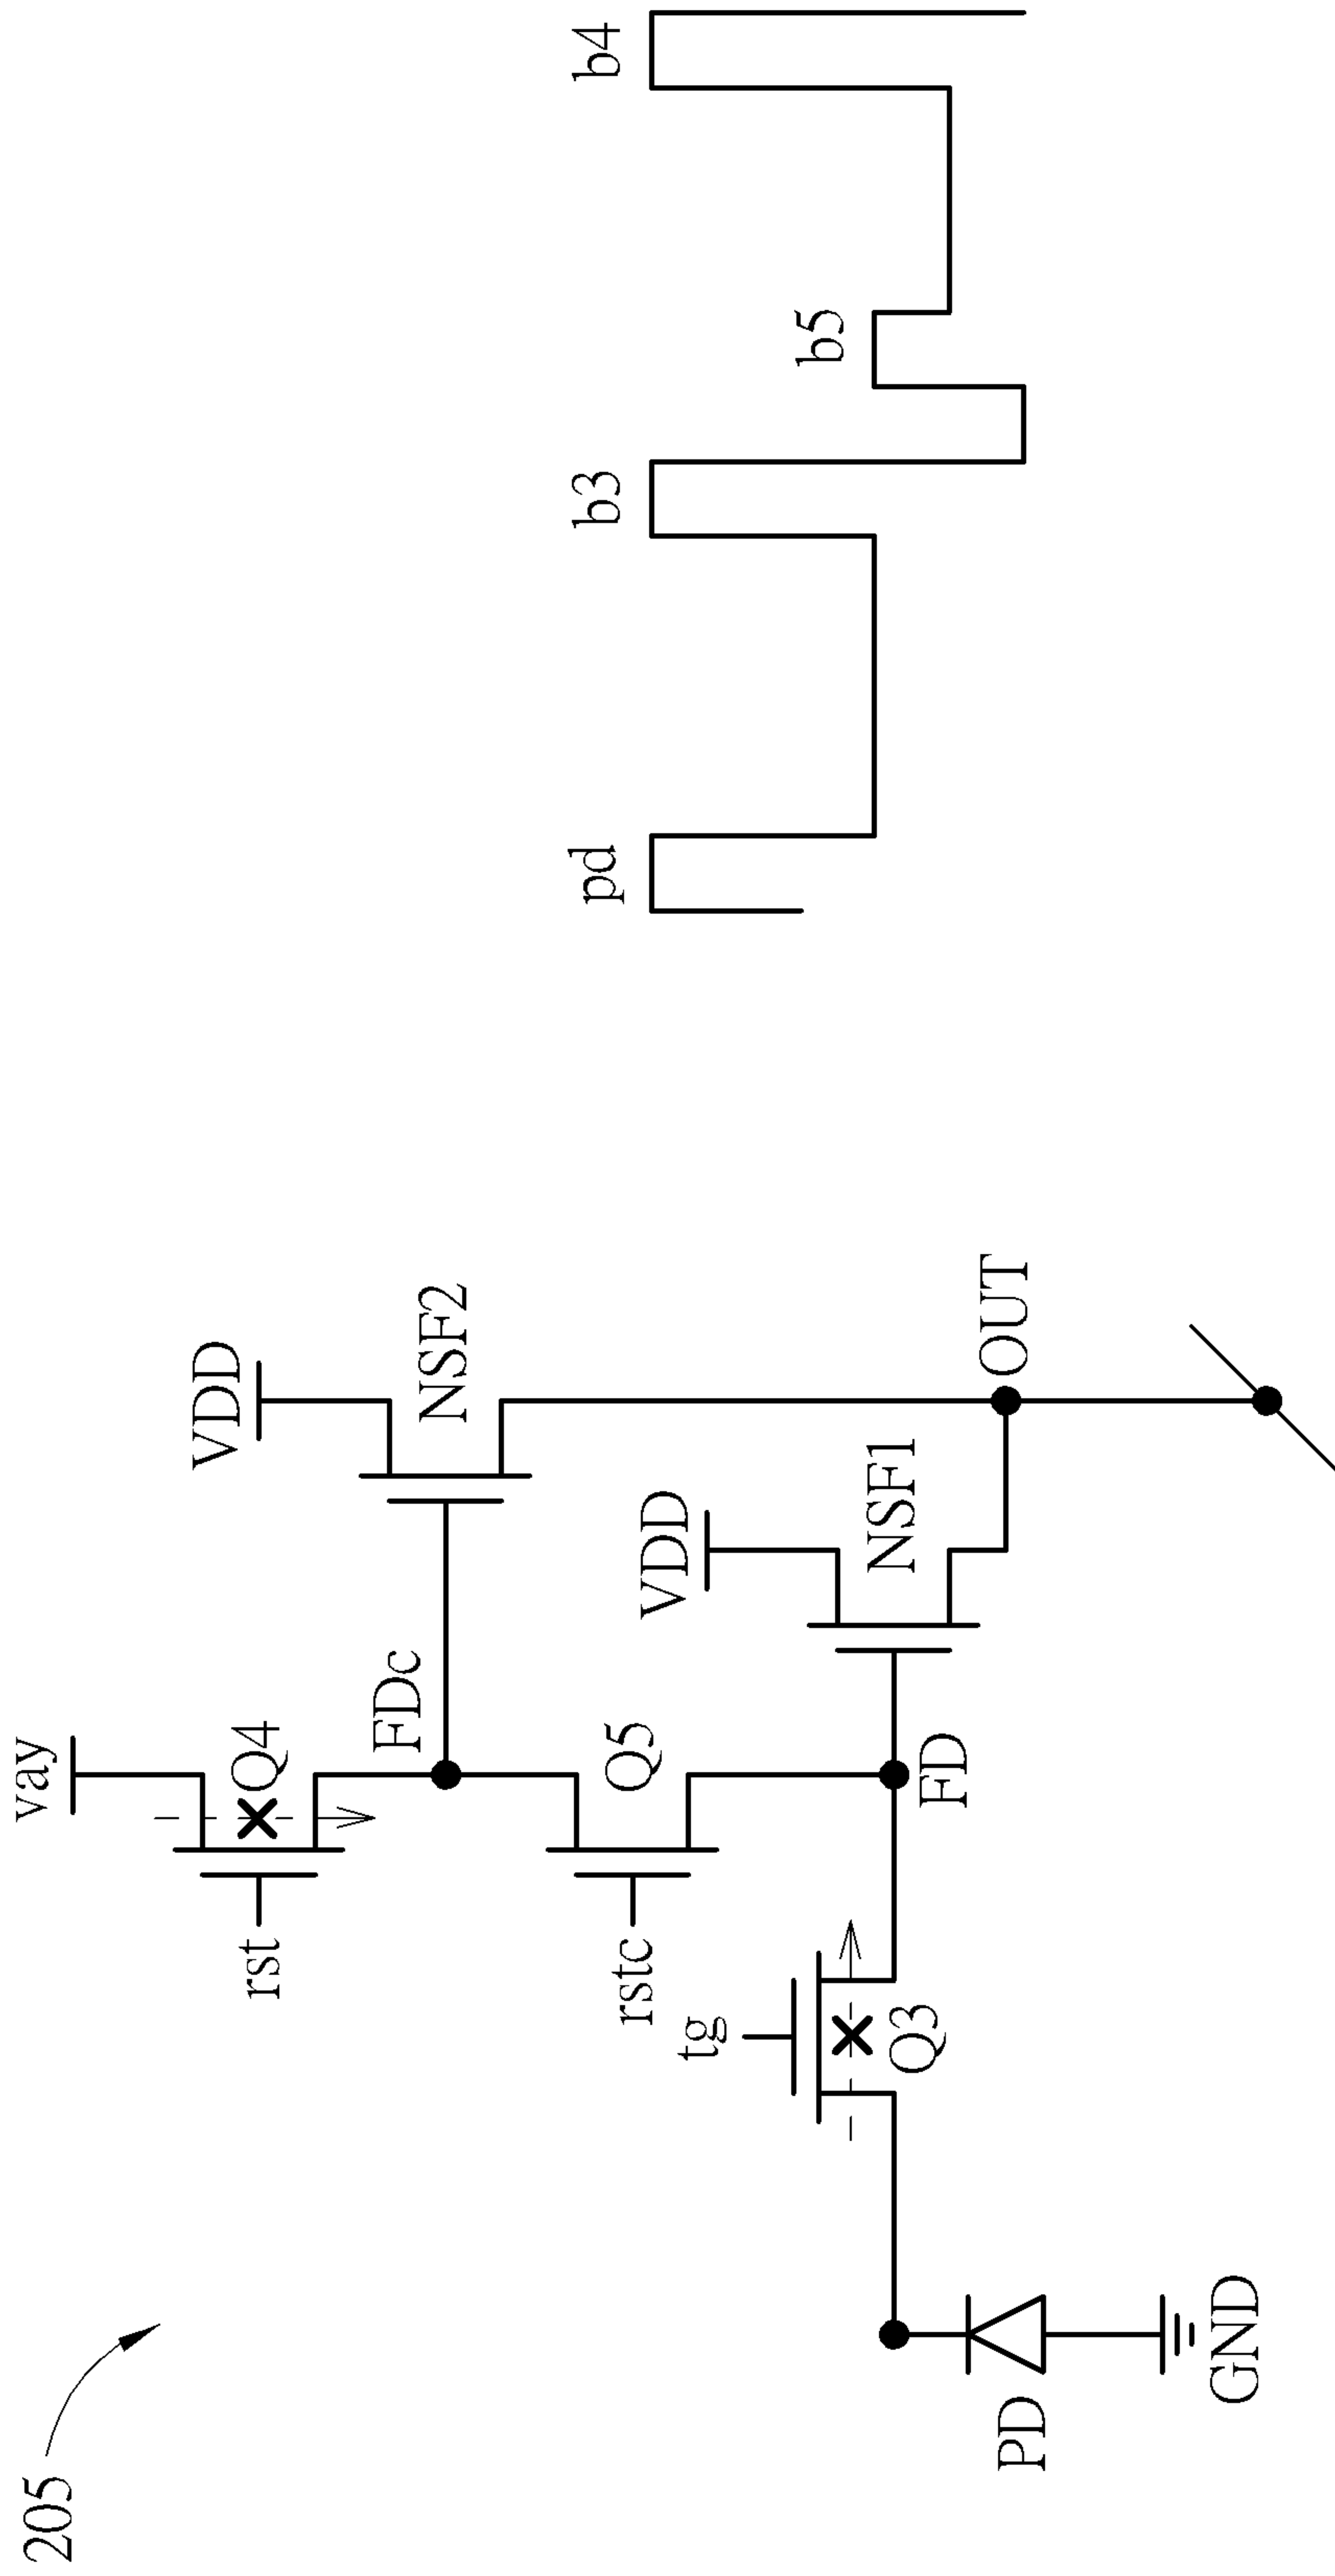 205
vay
rst
Q4
FDc
VDD
NSF2
rstc
Q5
VDD
tg
Q3
FD
NSF1
OUT
PD
GND
pd
b3
b5
b4